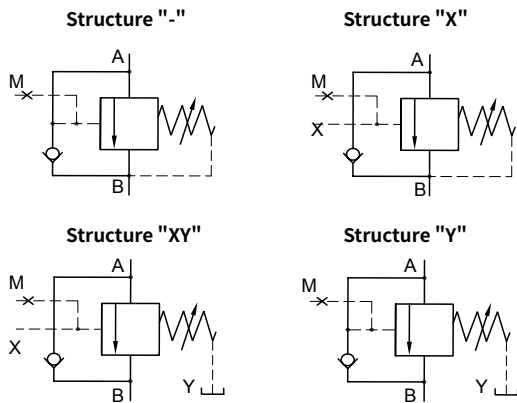 Structure "-"
A
M
B
Structure "X"
A
M
X
B
Structure "XY"
A
M
X
Y
B
Structure "Y"
A
M
Y
B